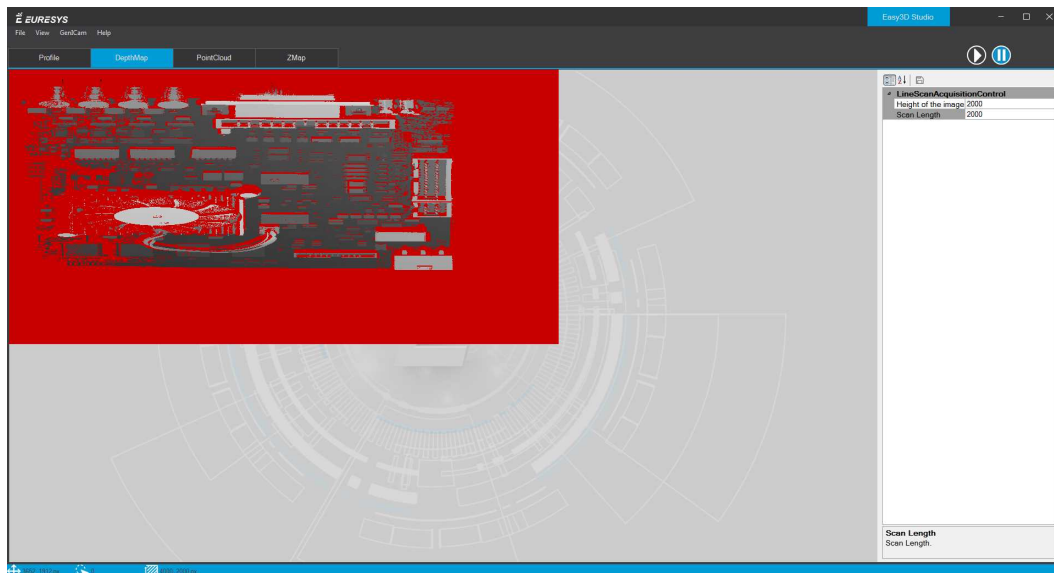 EURESYS
Easy3D Studio
File View GenICam Help
Profile DepthMap PointCloud ZMap
LineScanAcquisitionControl
Height of the image 2000
Scan Length 2000
Scan Length
Scan Length.
0